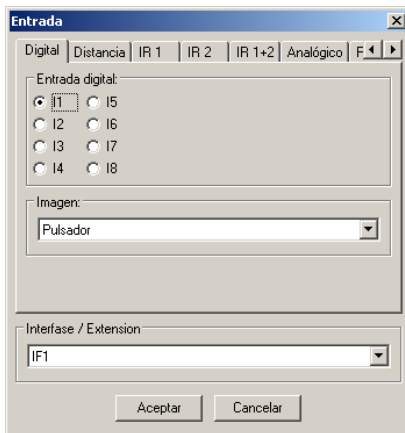 Entrada
Digital Distancia IR 1 IR 2 IR 1+2 Analógico F
Entrada digital:
I1 I5
I2 I6
I3 I7
I4 I8
Imagen:
Pulsador
Interfase / Extension
IF1
Aceptar Cancelar